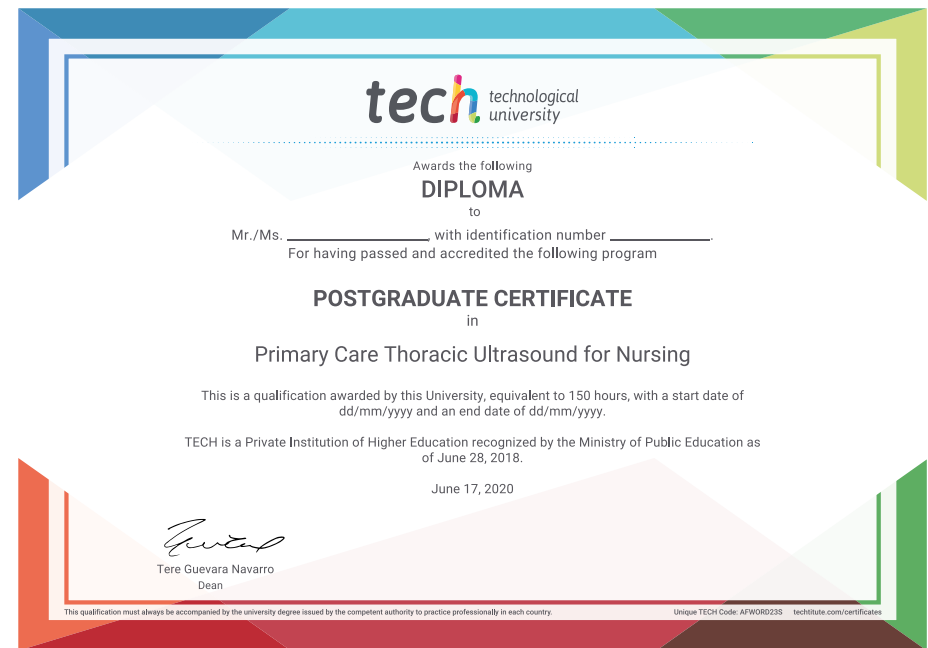 tech technological
university
Awards the following
DIPLOMA
to
Mr./Ms. ____________________, with identification number ______________.
For having passed and accredited the following program
POSTGRADUATE CERTIFICATE
in
Primary Care Thoracic Ultrasound for Nursing
This is a qualification awarded by this University, equivalent to 150 hours, with a start date of
dd/mm/yyyy and an end date of dd/mm/yyyy.
TECH is a Private Institution of Higher Education recognized by the Ministry of Public Education as
of June 28, 2018.
June 17, 2020
Tere Guevara Navarro
Dean
This qualification must always be accompanied by the university degree issued by the competent authority to practice professionally in each country.
Unique TECH Code: AFWORD23S techtitute.com/certificates